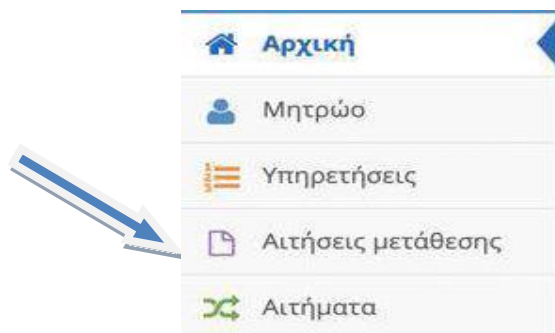 Αρχική
Μητρώο
Υπηρετήσεις
Αιτήσεις μετάθεσης
Αιτήματα